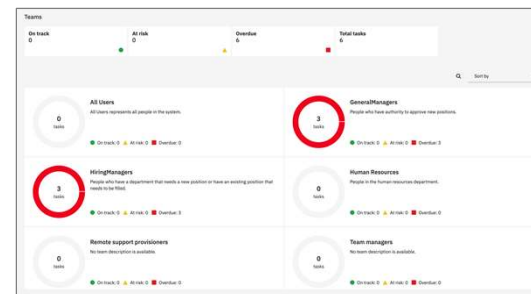 Teams
On track
0
At risk
0
Overdue
6
Total tasks
6
Sort by
0
tasks
All Users
All Users represents all people in the system.
On track: 0 At risk: 0 Overdue: 0
3
tasks
GeneralManagers
People who have authority to approve new positions.
On track: 0 At risk: 0 Overdue: 3
3
tasks
HiringManagers
People who have a department that needs a new position or have an existing position that
needs to be filled.
On track: 0 At risk: 0 Overdue: 3
0
tasks
Human Resources
People in the human resources department.
On track: 0 At risk: 0 Overdue: 0
0
tasks
Remote support provisioners
No team description is available.
On track: 0 At risk: 0 Overdue: 0
0
tasks
Team managers
No team description is available.
On track: 0 At risk: 0 Overdue: 0